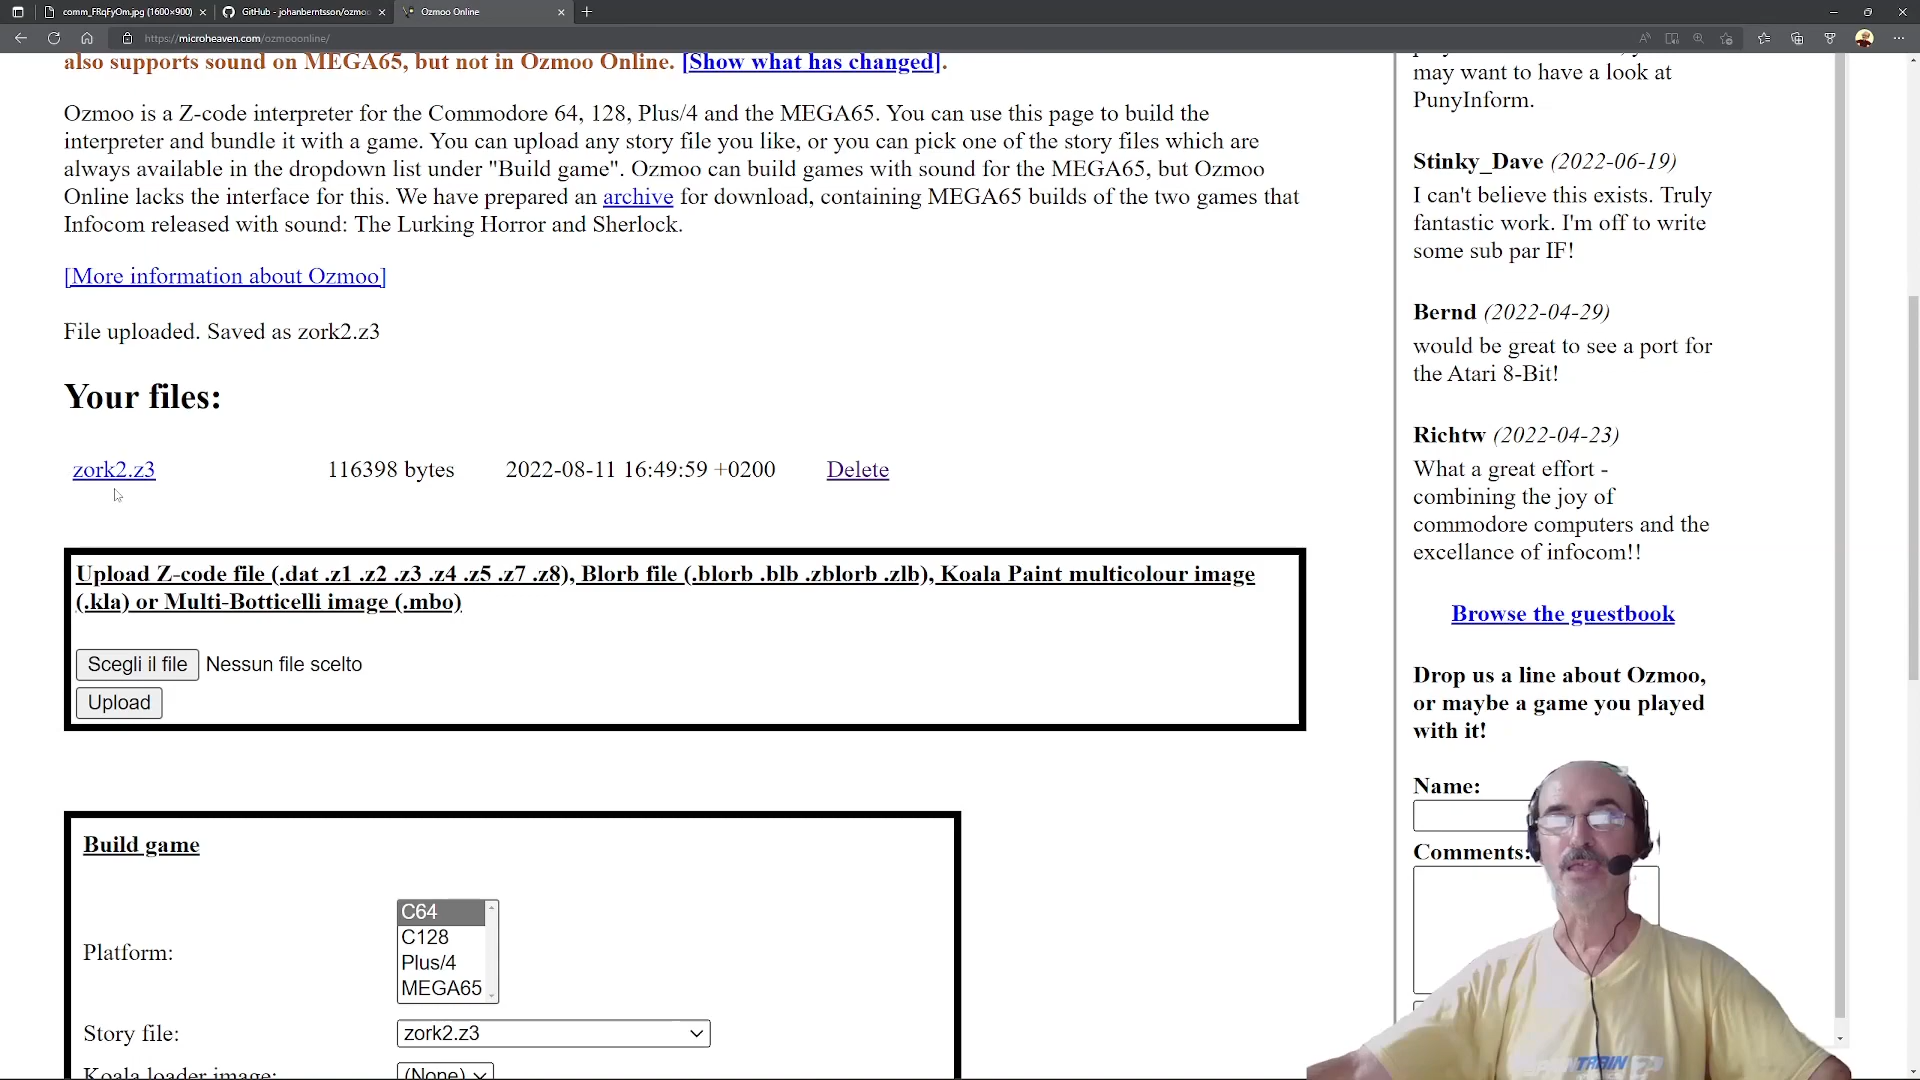 comm_FRqFyOm.jpg (1600×900)
GitHub - johanberntsson/ozmoo
Ozmoo Online
https://microheaven.com/ozmooonline/
also supports sound on MEGA65, but not in Ozmoo Online. [Show what has changed].
Ozmoo is a Z-code interpreter for the Commodore 64, 128, Plus/4 and the MEGA65. You can use this page to build the
interpreter and bundle it with a game. You can upload any story file you like, or you can pick one of the story files which are
always available in the dropdown list under "Build game". Ozmoo can build games with sound for the MEGA65, but Ozmoo
Online lacks the interface for this. We have prepared an archive for download, containing MEGA65 builds of the two games that
Infocom released with sound: The Lurking Horror and Sherlock.
[More information about Ozmoo]
File uploaded. Saved as zork2.z3
Your files:
zork2.z3 116398 bytes 2022-08-11 16:49:59 +0200 Delete
Upload Z-code file (.dat .z1 .z2 .z3 .z4 .z5 .z7 .z8), Blorb file (.blorb .blb .zblorb .zlb), Koala Paint multicolour image
(.kla) or Multi-Botticelli image (.mbo)
Scegli il file Nessun file scelto
Upload
Build game
Platform:
C64
C128
Plus/4
MEGA65
Story file: zork2.z3
Koala loader image: (None)
may want to have a look at
PunyInform.
Stinky_Dave (2022-06-19)
I can't believe this exists. Truly
fantastic work. I'm off to write
some sub par IF!
Bernd (2022-04-29)
would be great to see a port for
the Atari 8-Bit!
Richtw (2022-04-23)
What a great effort -
combining the joy of
commodore computers and the
excellance of infocom!!
Browse the guestbook
Drop us a line about Ozmoo,
or maybe a game you played
with it!
Name:
Comments: